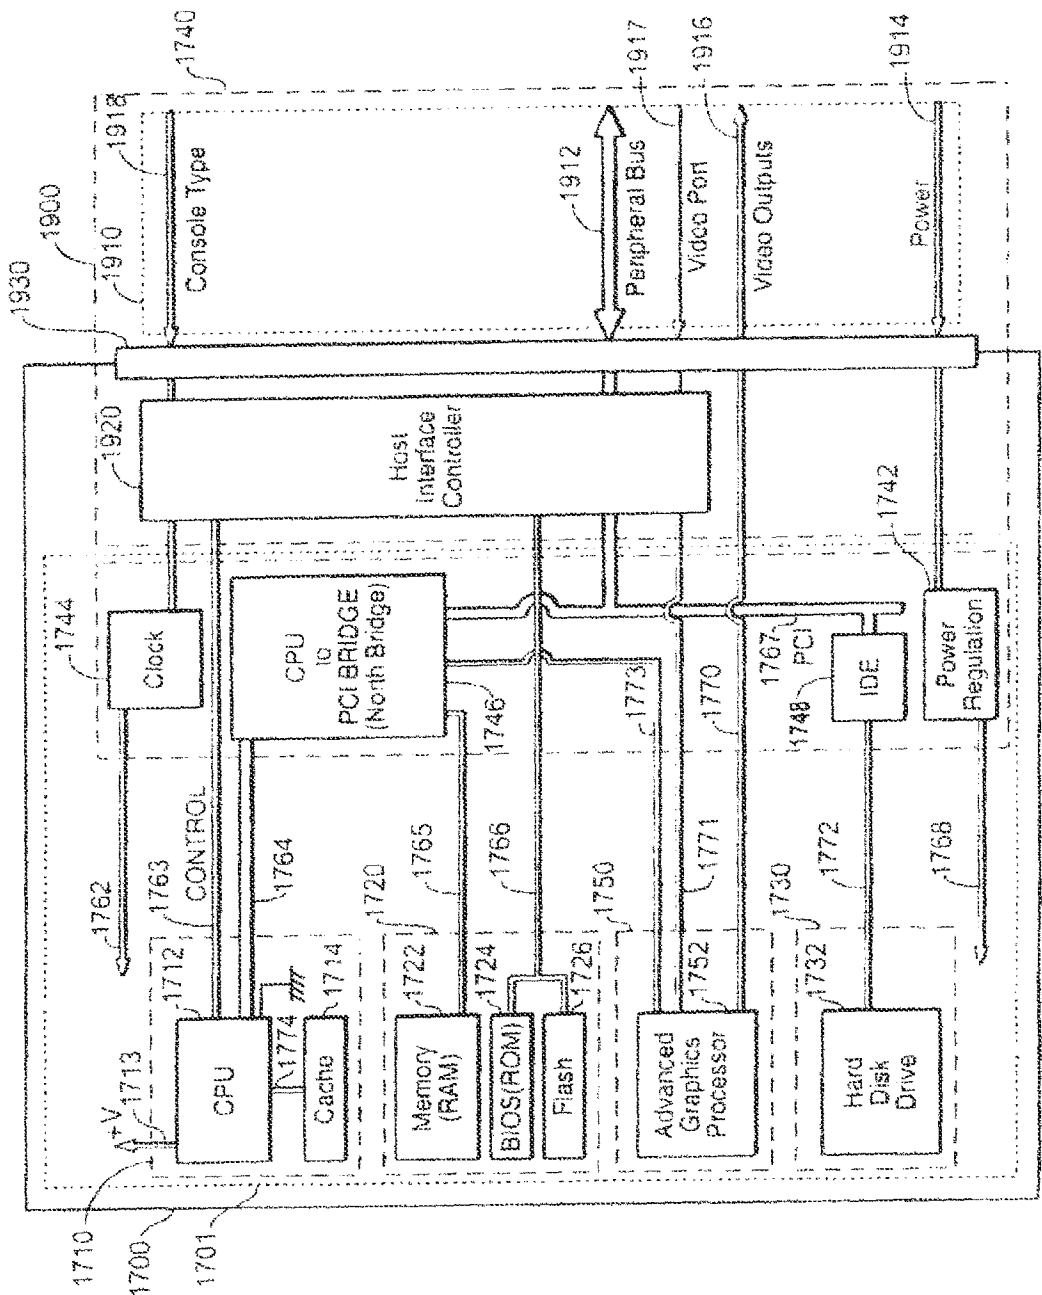 1700
1710
1701
+V
1713
CPU
1712
1774
Cache
1714
1762
1763
CONTROL
1764
1744
Clock
CPU
to
PCI BRIDGE
(North Bridge)
1746
1920
Host
Interface
Controller
1930
1910
1900
1918
Console Type
1740
1720
Memory
(RAM)
1722
1765
BIOS(ROM)
1724
1766
Flash
1726
1912
Peripheral Bus
1917
Video Port
1916
Video Outputs
1750
Advanced
Graphics
Processor
1752
1773
1771
1770
1730
Hard
Disk
Drive
1732
1772
1767
PCI
1748
IDE
1742
Power
Regulation
1768
Power
1914